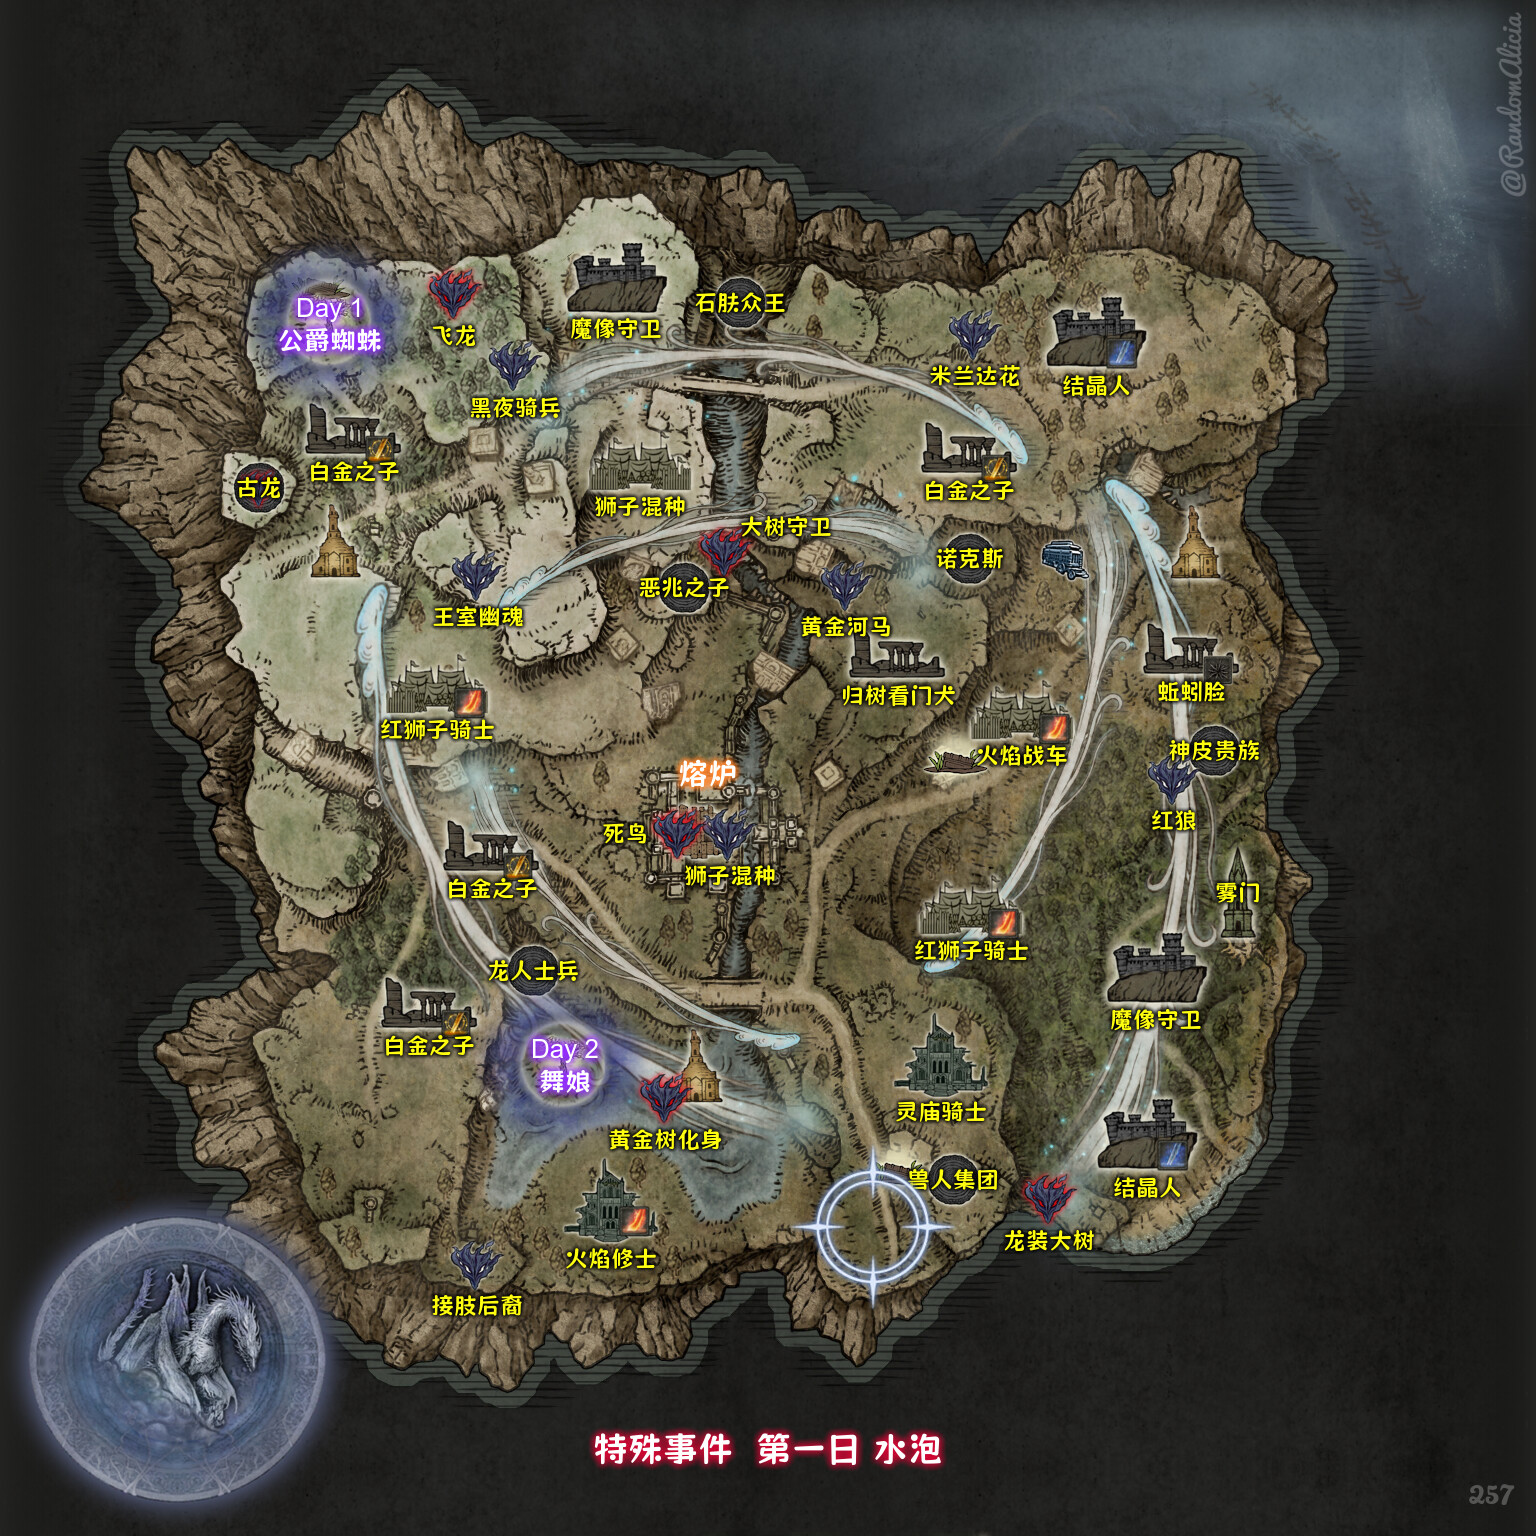 @RandomAlicia
Day 1
公爵蜘蛛
飞龙
魔像守卫
石肤众王
米兰达花
结晶人
黑夜骑兵
白金之子
古龙
狮子混种
白金之子
大树守卫
恶兆之子
诺克斯
王室幽魂
黄金河马
归树看门犬
蚯蚓脸
红狮子骑士
火焰战车
神皮贵族
熔炉
死鸟
狮子混种
红狼
白金之子
雾门
红狮子骑士
龙人士兵
魔像守卫
白金之子
Day 2
舞娘
灵庙骑士
黄金树化身
兽人集团
结晶人
龙装大树
火焰修士
接肢后裔
特殊事件 第一日 水泡
257